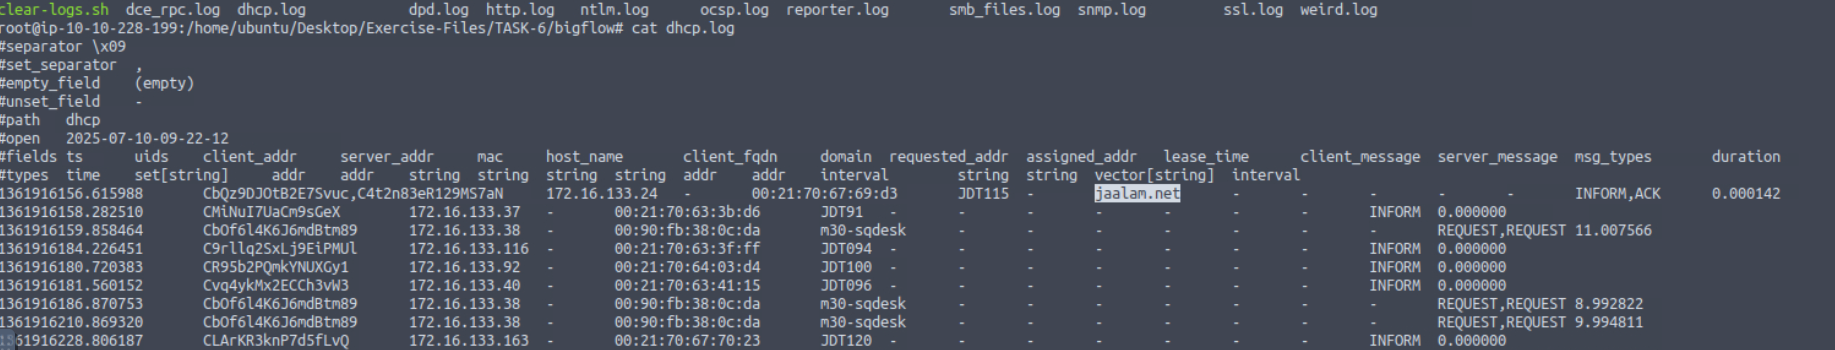 clear-logs.sh dce_rpc.log dhcp.log dpd.log http.log ntlm.log ocsp.log reporter.log smb_files.log snmp.log ssl.log weird.log
root@ip-10-10-228-199:/home/ubuntu/Desktop/Exercise-Files/TASK-6/bigflow# cat dhcp.log
#separator \x09
#set_separator ,
#empty_field (empty)
#unset_field -
#path dhcp
#open 2025-07-10-09-22-12
#fields ts uids client_addr server_addr mac host_name client_fqdn domain requested_addr assigned_addr lease_time client_message server_message msg_types duration
#types time set[string] addr addr string string string string addr addr interval string string vector[string] interval
1361916156.615988 CbQz9DJOtB2E7Svuc,C4t2n83eR129MS7aN 172.16.133.24 - 00:21:70:67:69:d3 JDT115 - jaalam.net - - - - - INFORM,ACK 0.000142
1361916158.282510 CMiNuI7UaCm9sGeX 172.16.133.37 - 00:21:70:63:3b:d6 JDT91 - - - - - - - INFORM 0.000000
1361916159.858464 CbOf6l4K6J6mdBtm89 172.16.133.38 - 00:90:fb:38:0c:da m30-sqdesk - - - - - - - REQUEST,REQUEST 11.007566
1361916184.226451 C9rllq2SxLj9EiPMUl 172.16.133.116 - 00:21:70:63:3f:ff JDT094 - - - - - - - INFORM 0.000000
1361916180.720383 CR95b2PQmkYNUXGy1 172.16.133.92 - 00:21:70:64:03:d4 JDT100 - - - - - - - INFORM 0.000000
1361916181.560152 Cvq4ykMx2ECCh3vW3 172.16.133.40 - 00:21:70:63:41:15 JDT096 - - - - - - - INFORM 0.000000
1361916186.870753 CbOf6l4K6J6mdBtm89 172.16.133.38 - 00:90:fb:38:0c:da m30-sqdesk - - - - - - - REQUEST,REQUEST 8.992822
1361916210.869320 CbOf6l4K6J6mdBtm89 172.16.133.38 - 00:90:fb:38:0c:da m30-sqdesk - - - - - - - REQUEST,REQUEST 9.994811
1361916228.806187 CLArKR3knP7d5fLvQ 172.16.133.163 - 00:21:70:67:70:23 JDT120 - - - - - - - INFORM 0.000000